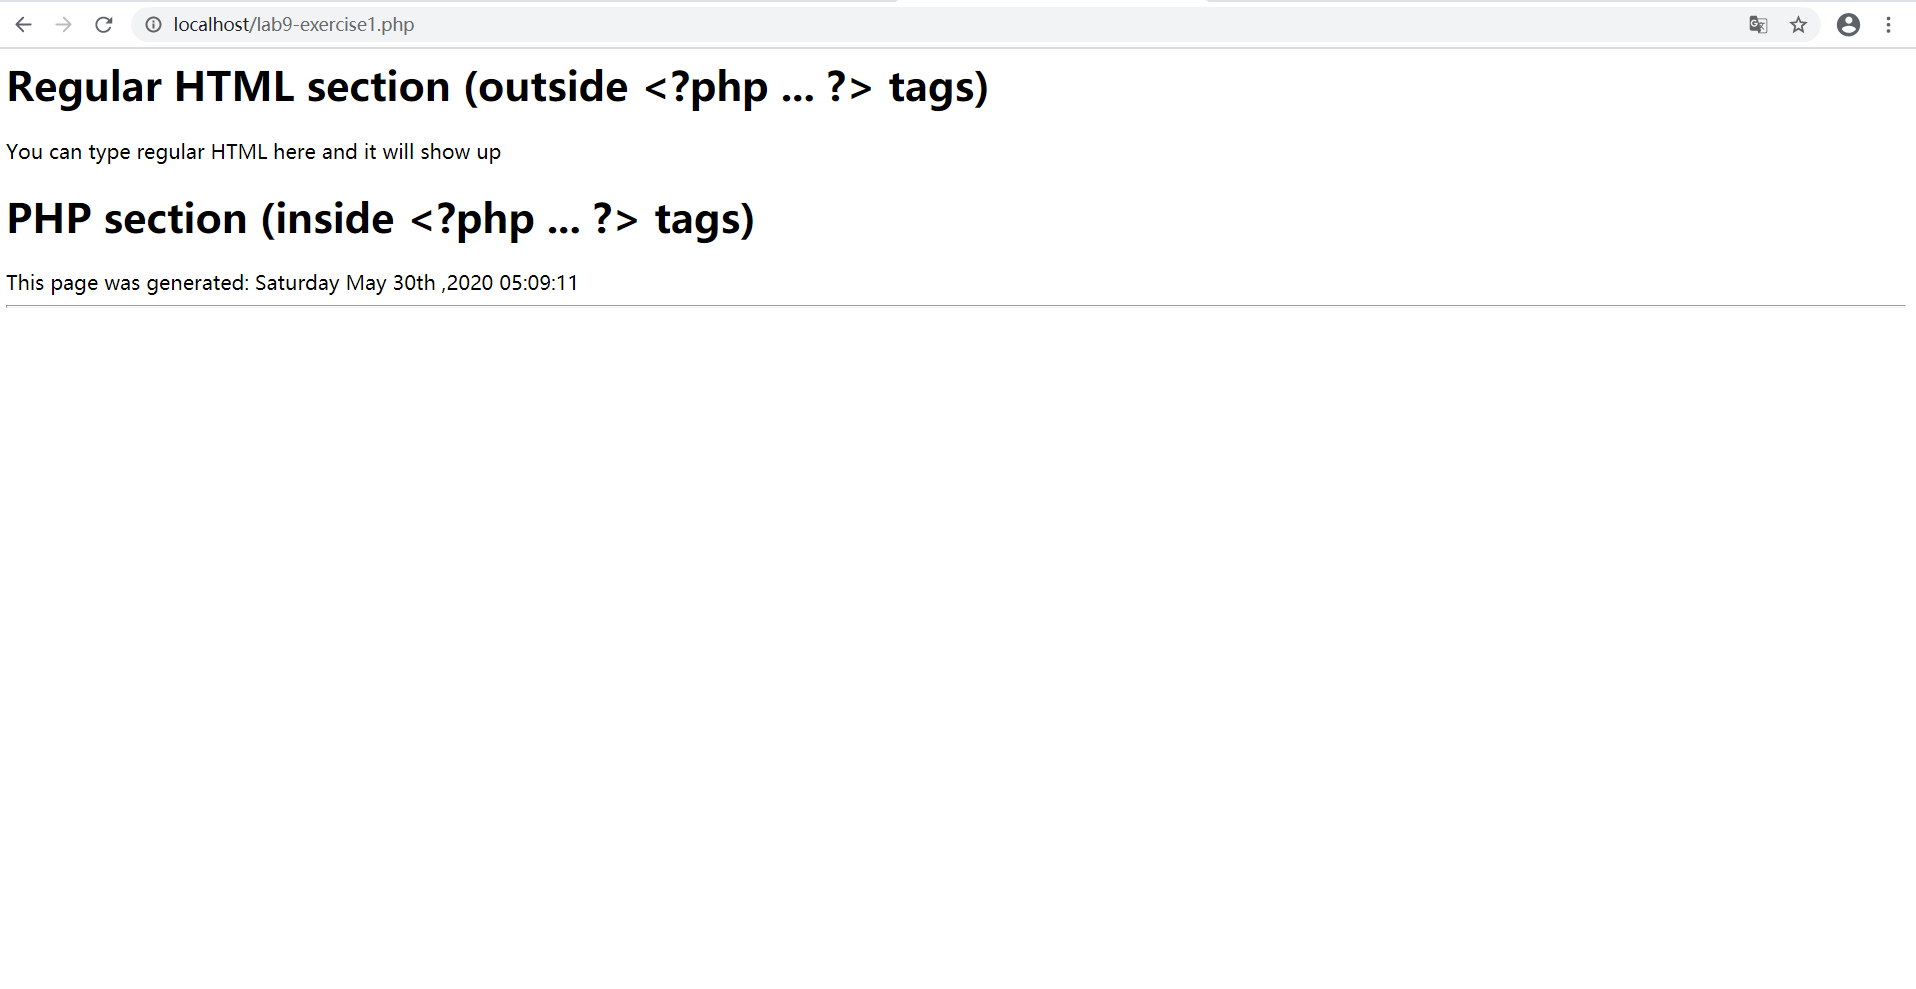 localhost/lab9-exercise1.php
Regular HTML section (outside <?php ... ?> tags)
You can type regular HTML here and it will show up
PHP section (inside <?php ... ?> tags)
This page was generated: Saturday May 30th ,2020 05:09:11